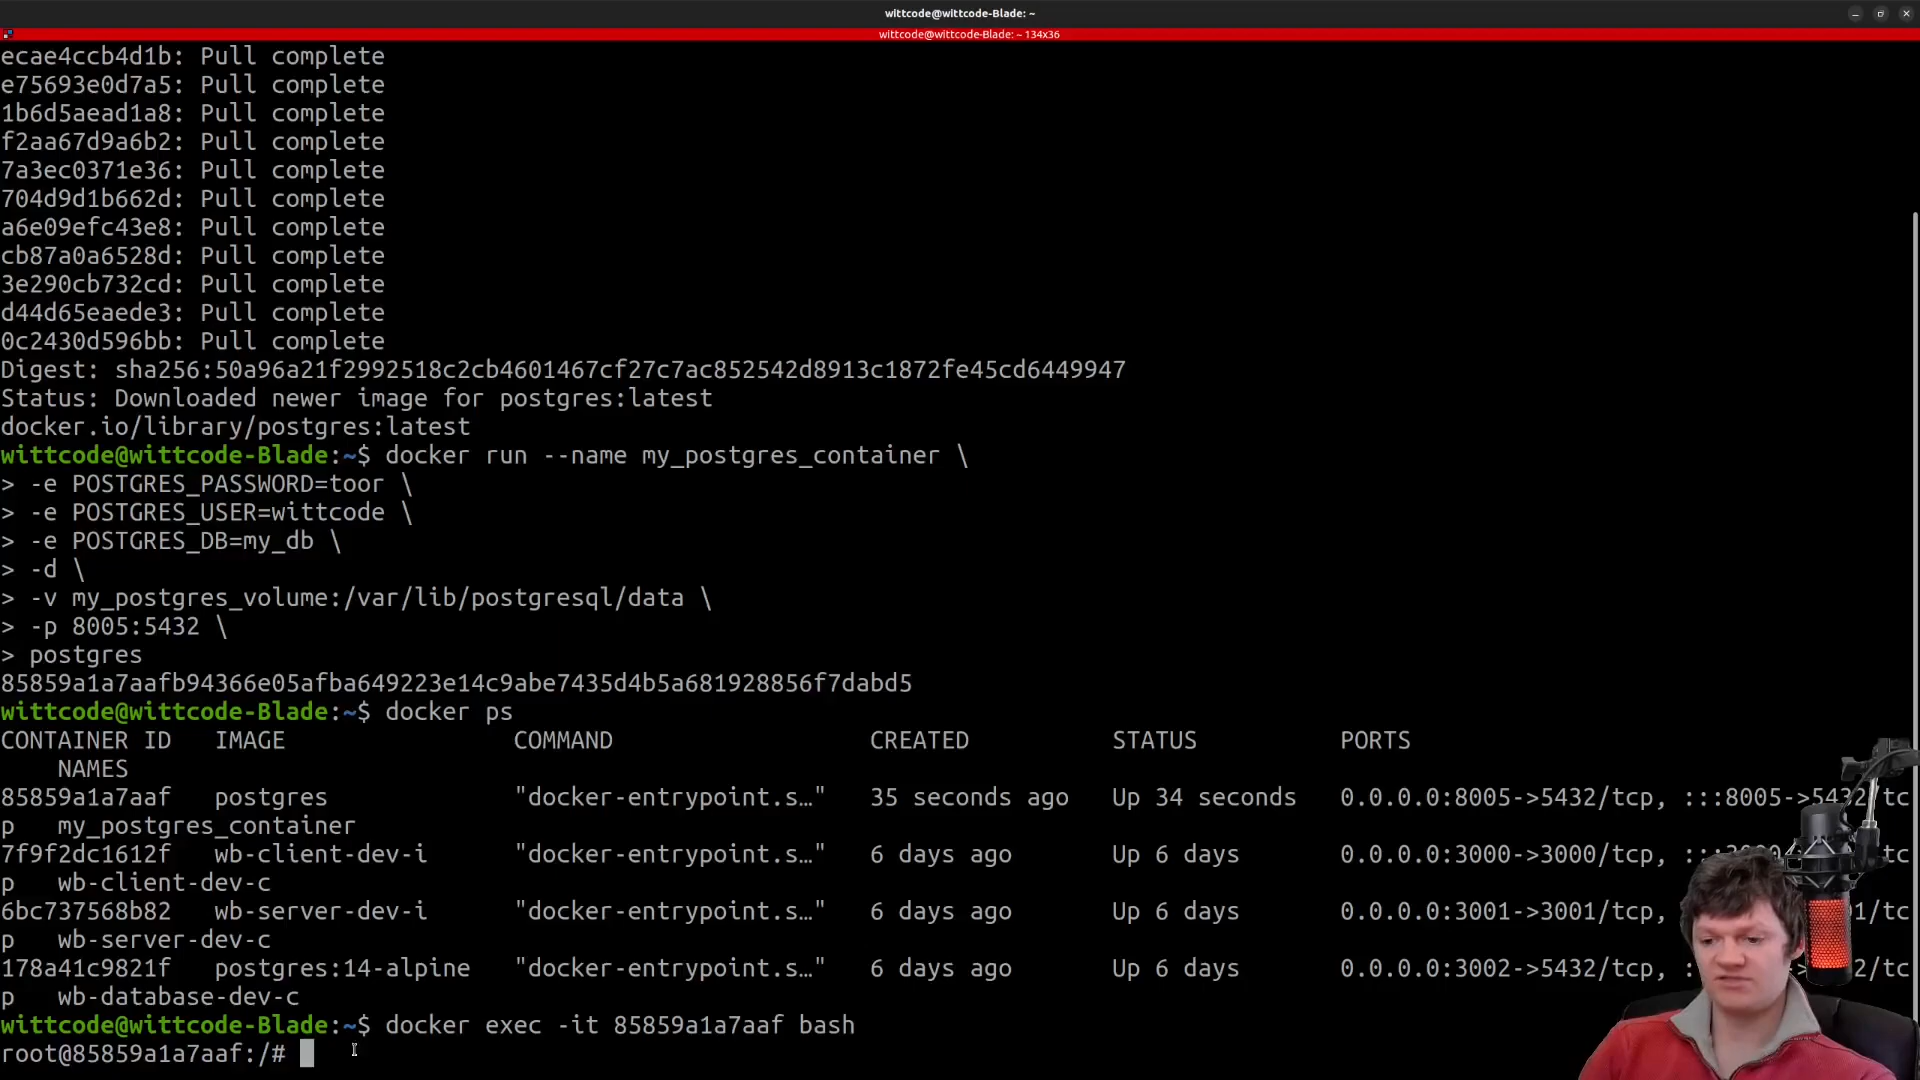 wittcode@wittcode-Blade: ~
wittcode@wittcode-Blade: ~ 134x36
ecae4ccb4d1b: Pull complete
e75693e0d7a5: Pull complete
1b6d5aead1a8: Pull complete
f2aa67d9a6b2: Pull complete
7a3ec0371e36: Pull complete
704d9d1b662d: Pull complete
a6e09efc43e8: Pull complete
cb87a0a6528d: Pull complete
3e290cb732cd: Pull complete
d44d65eaede3: Pull complete
0c2430d596bb: Pull complete
Digest: sha256:50a96a21f2992518c2cb4601467cf27c7ac852542d8913c1872fe45cd6449947
Status: Downloaded newer image for postgres:latest
docker.io/library/postgres:latest
wittcode@wittcode-Blade:~$ docker run --name my_postgres_container \
> -e POSTGRES_PASSWORD=toor \
> -e POSTGRES_USER=wittcode \
> -e POSTGRES_DB=my_db \
> -d \
> -v my_postgres_volume:/var/lib/postgresql/data \
> -p 8005:5432 \
> postgres
85859a1a7aafb94366e05afba649223e14c9abe7435d4b5a681928856f7dabd5
wittcode@wittcode-Blade:~$ docker ps
CONTAINER ID   IMAGE                COMMAND                  CREATED          STATUS          PORTS
NAMES
85859a1a7aaf   postgres             "docker-entrypoint.s…"   35 seconds ago   Up 34 seconds   0.0.0.0:8005->5432/tcp, :::8005->5432/tc
p   my_postgres_container
7f9f2dc1612f   wb-client-dev-i      "docker-entrypoint.s…"   6 days ago       Up 6 days       0.0.0.0:3000->3000/tcp,
p   wb-client-dev-c
6bc737568b82   wb-server-dev-i      "docker-entrypoint.s…"   6 days ago       Up 6 days       0.0.0.0:3001->3001/tcp,
p   wb-server-dev-c
178a41c9821f   postgres:14-alpine   "docker-entrypoint.s…"   6 days ago       Up 6 days       0.0.0.0:3002->5432/tcp,
p   wb-database-dev-c
wittcode@wittcode-Blade:~$ docker exec -it 85859a1a7aaf bash
root@85859a1a7aaf:/#